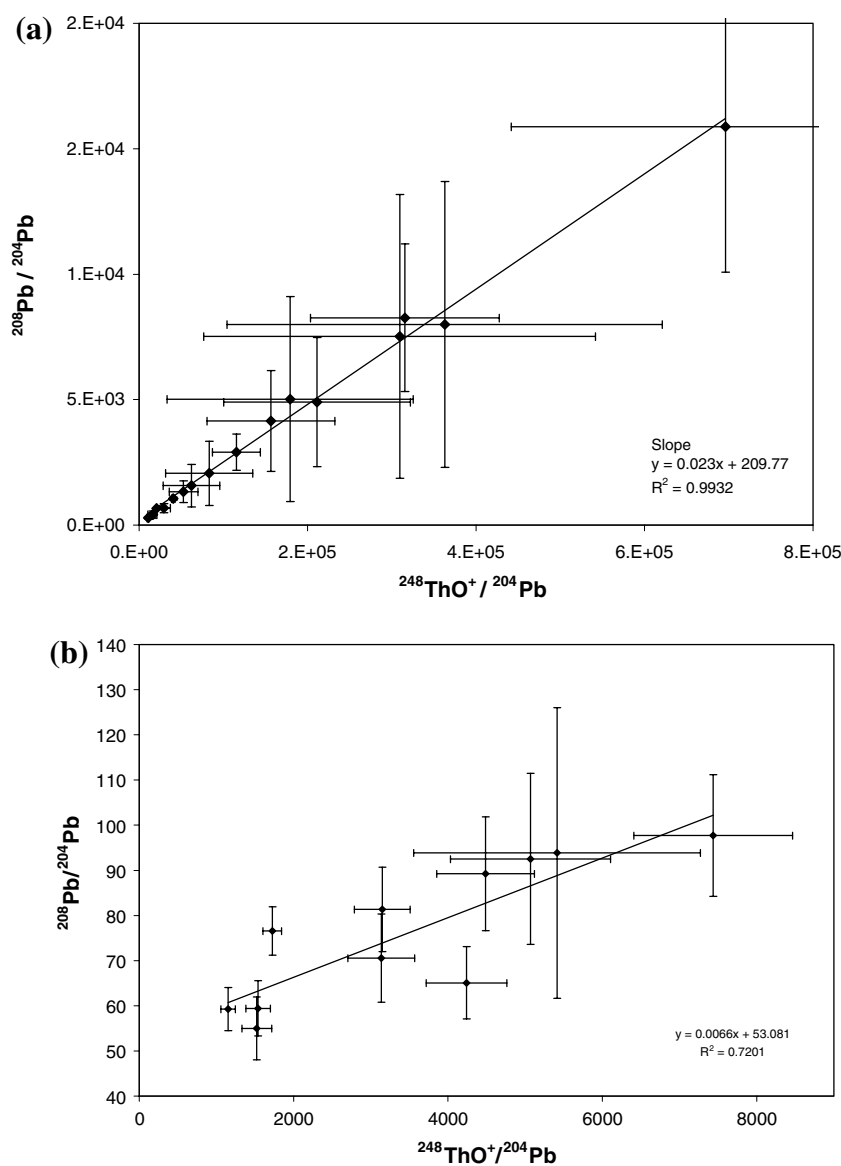 (a)
2.E+04
2.E+04
1.E+04
5.E+03
0.E+00
208Pb / 204Pb
Slope
y = 0.023x + 209.77
R2 = 0.9932
0.E+00 2.E+05 4.E+05 6.E+05 8.E+05
248ThO+ / 204Pb
(b)
140
130
120
110
100
90
80
70
60
50
40
208Pb/204Pb
y = 0.0066x + 53.081
R2 = 0.7201
0 2000 4000 6000 8000
248ThO+/204Pb